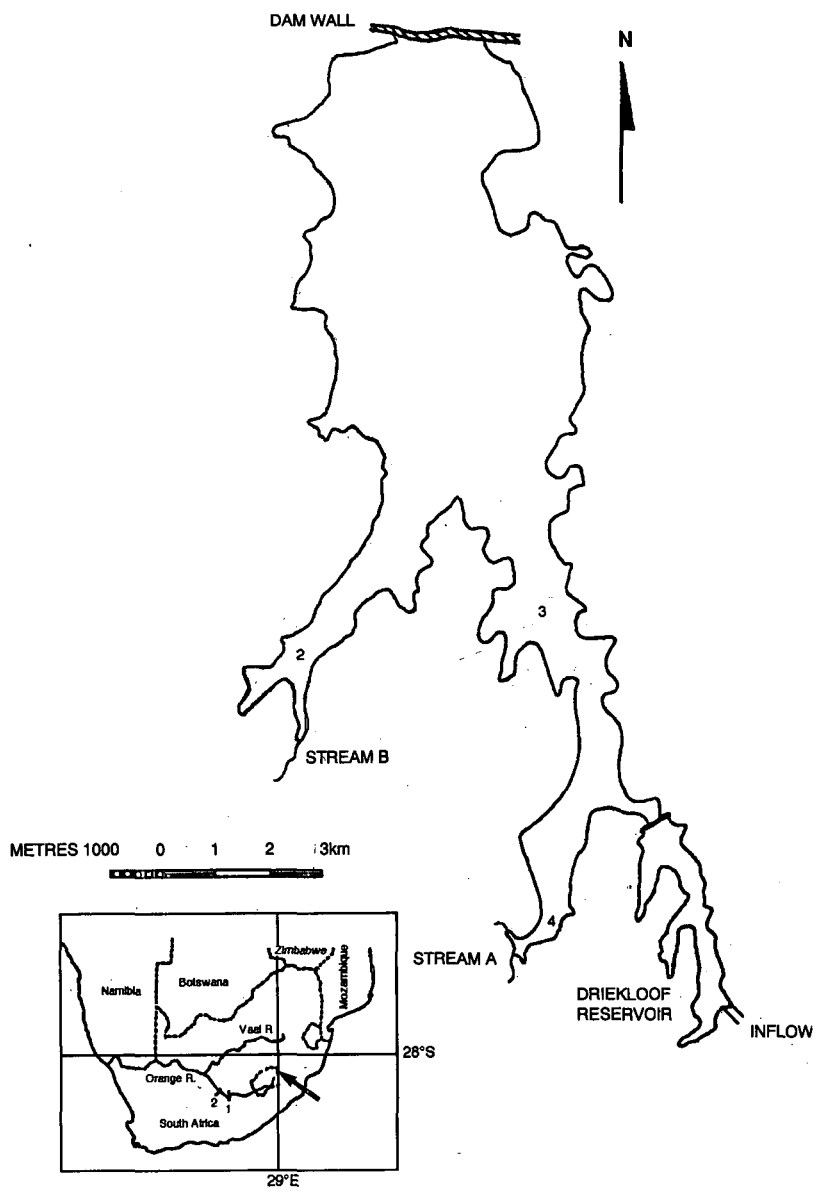 DAM WALL
N
3
2
STREAM B
METRES 1000 0 1 2 3km
4
STREAM A
DRIEKLOOF
RESERVOIR
INFLOW
Zimbabwe
Mozambique
Namibia
Botswana
Vaal R
28°S
Orange R.
2
1
South Africa
29°E